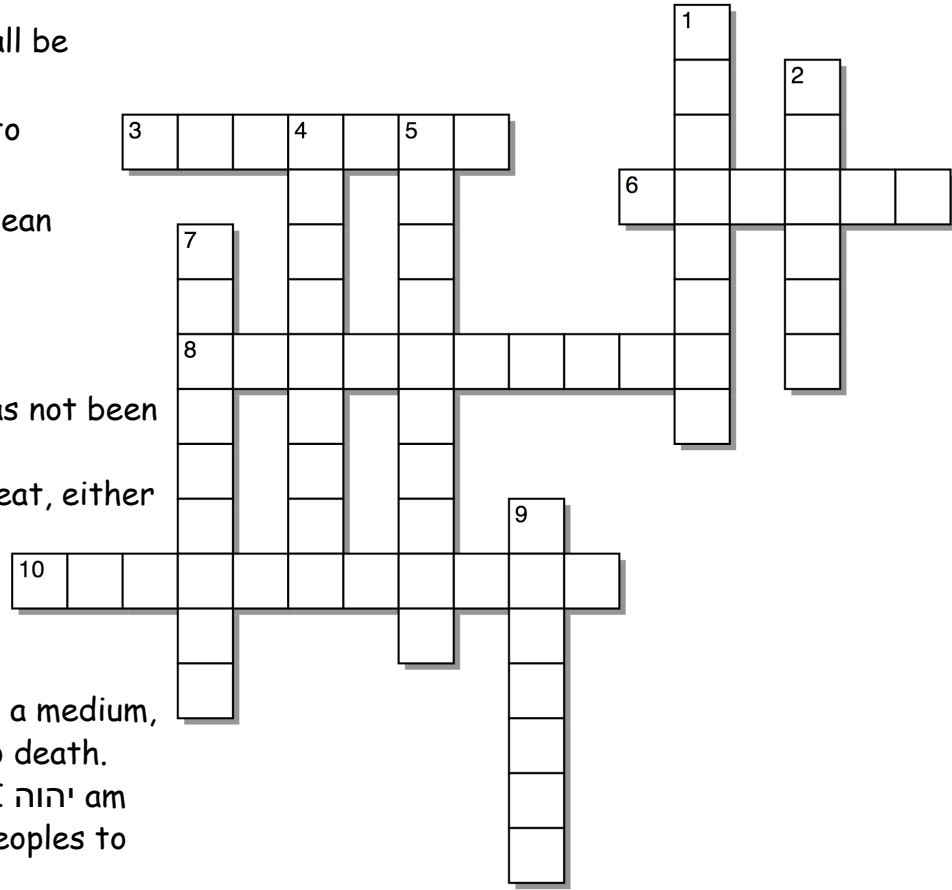 all be
to
ean
as not been
eat, either
a medium,
o death.
יהוה am
eoples to
1
2
3 4 5
6
7
8
9
10